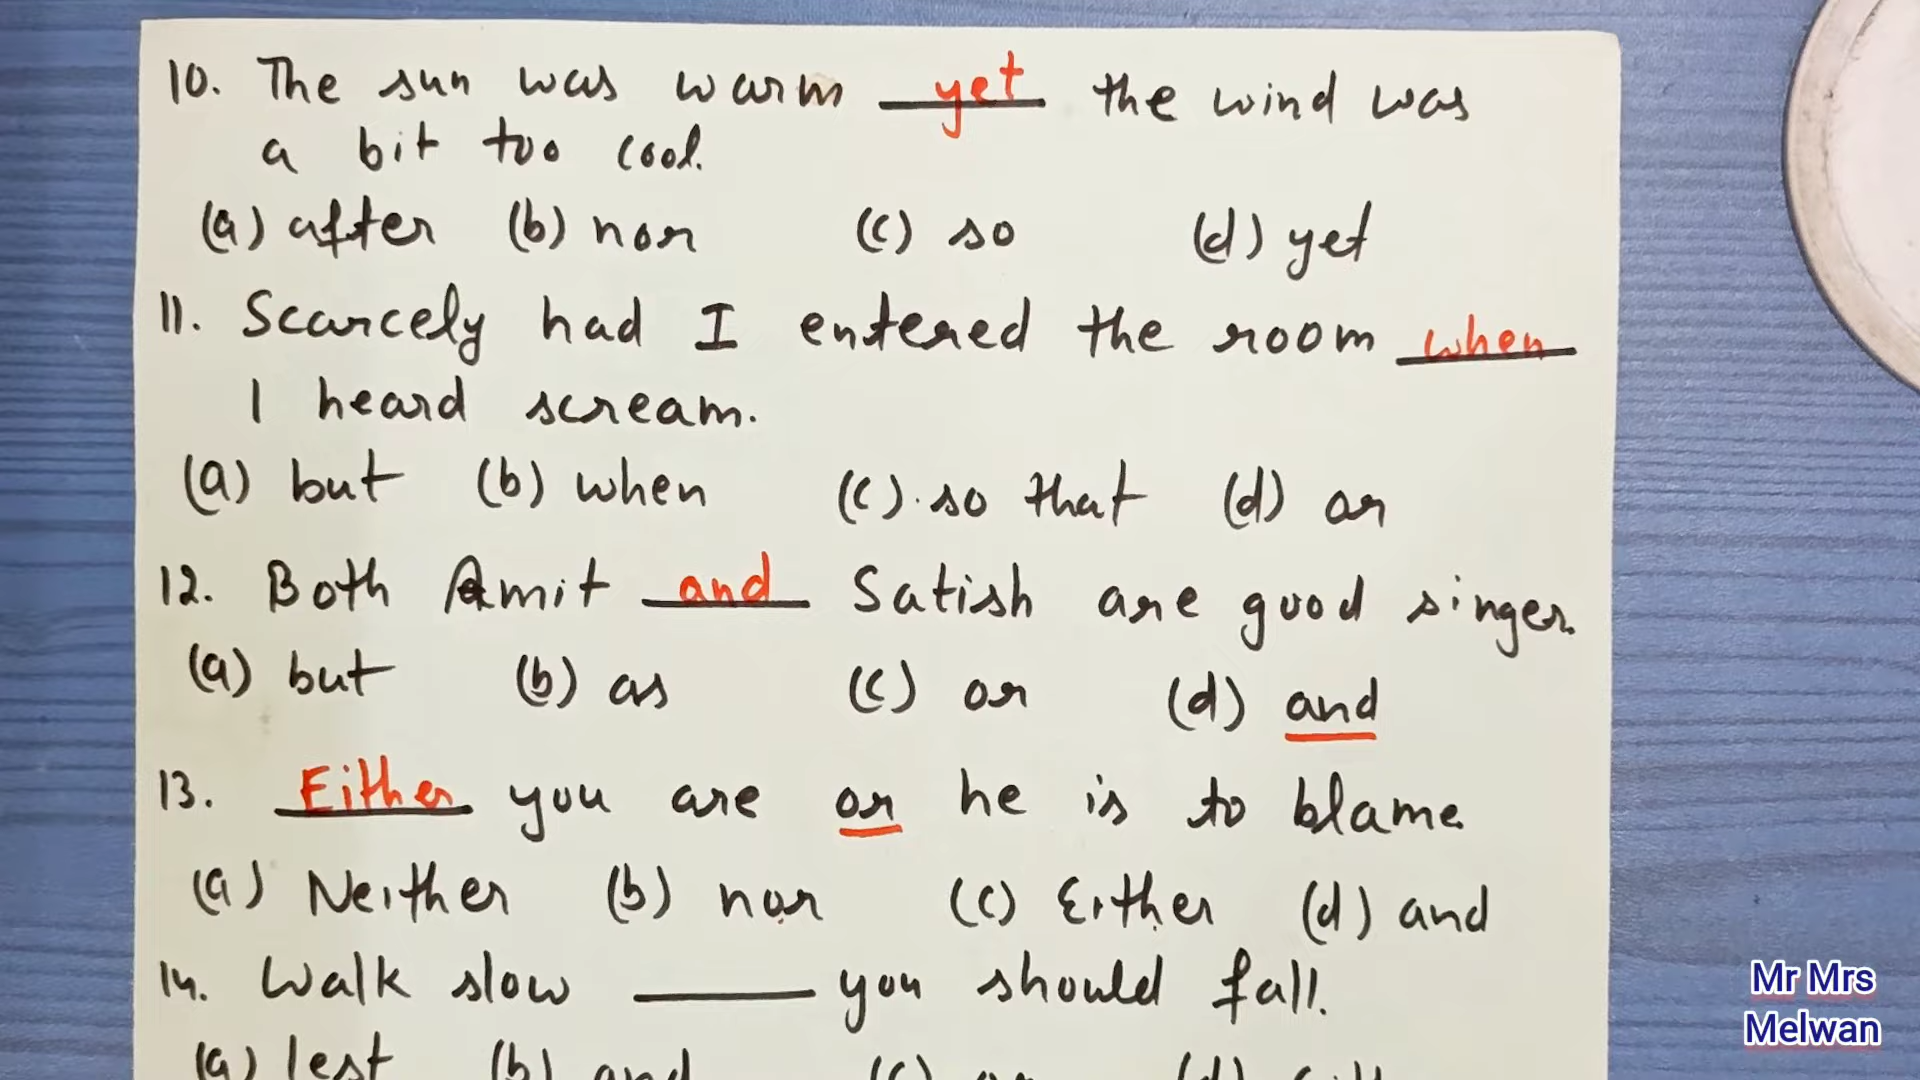 10. The sun was warm yet the wind was
a bit too cool.
(a) after (b) nor (c) so (d) yet
11. Scarcely had I entered the room when
I heard scream.
(a) but (b) when (c) so that (d) or
12. Both Amit and Satish are good singer.
(a) but (b) as (c) or (d) and
13. Either you are or he is to blame.
(a) Neither (b) nor (c) Either (d) and
14. Walk slow ____ you should fall.
(a) lest (b) and (c) or (d)
Mr Mrs
Melwan